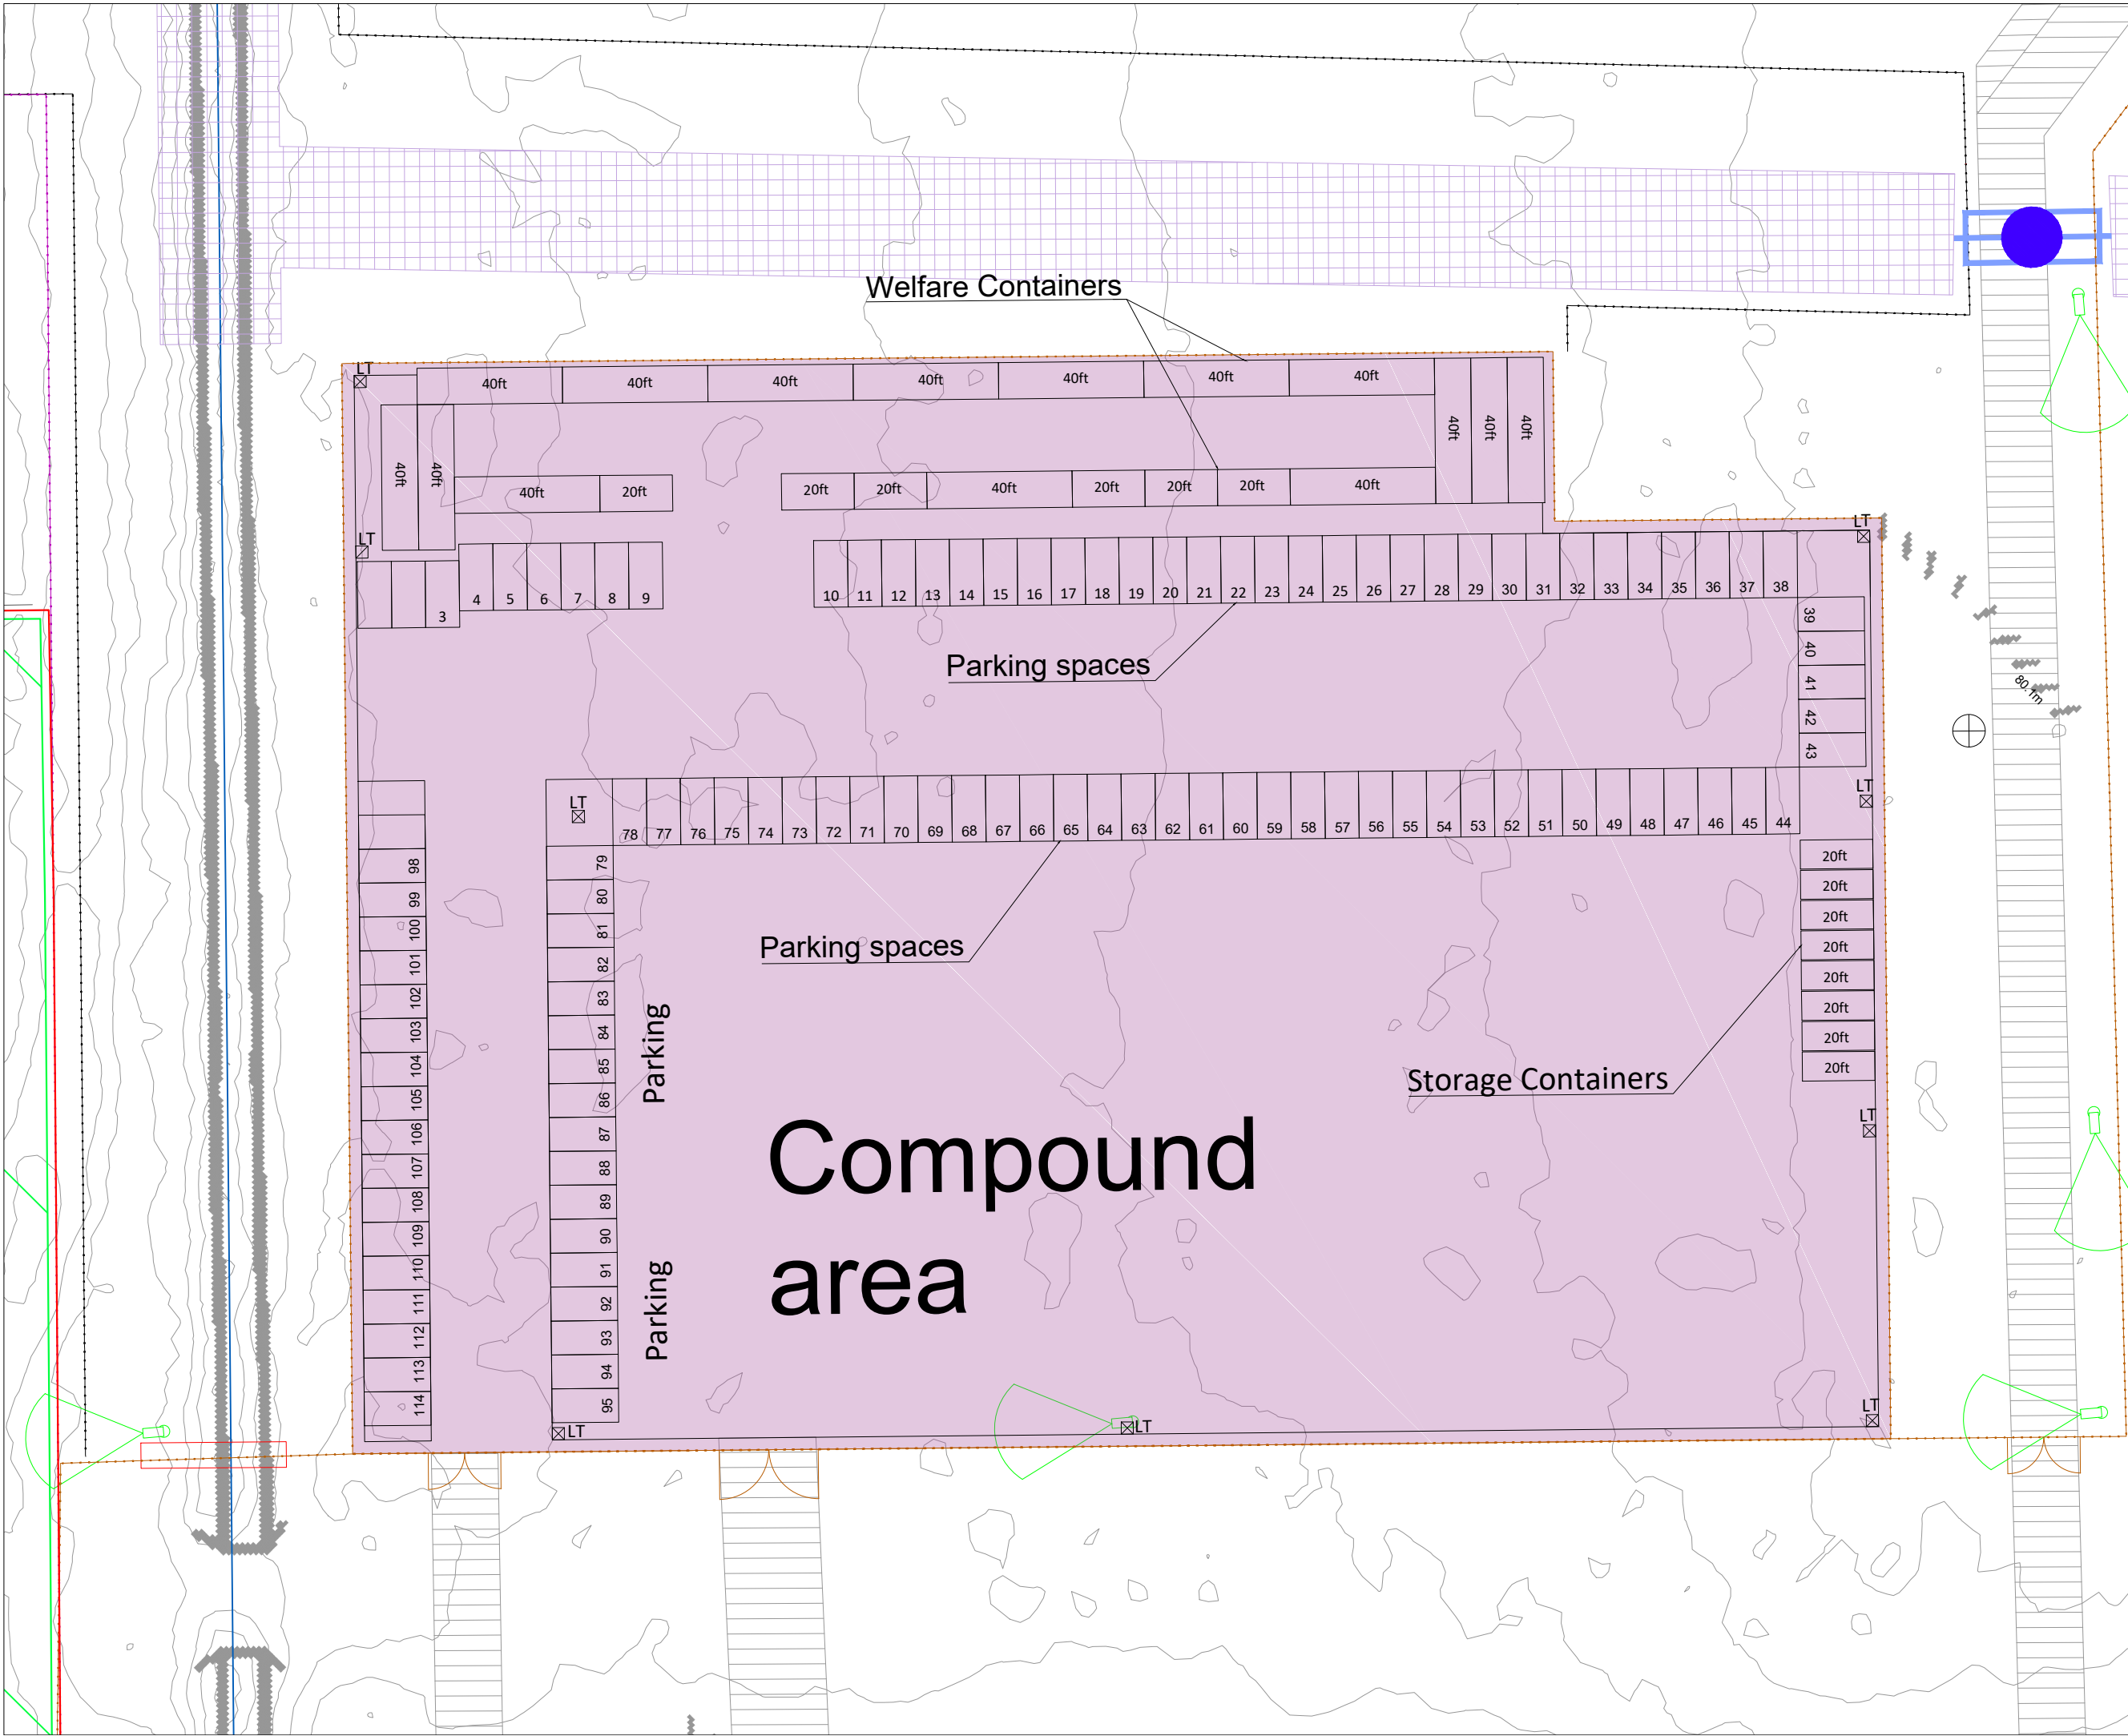 Welfare Containers
LT
40ft 40ft 40ft 40ft 40ft 40ft 40ft
40ft 40ft 40ft
40ft 40ft
40ft 20ft 20ft 20ft 40ft 20ft 20ft 20ft 40ft
LT
LT
3 4 5 6 7 8 9 10 11 12 13 14 15 16 17 18 19 20 21 22 23 24 25 26 27 28 29 30 31 32 33 34 35 36 37 38
39
40
41
42
43
Parking spaces
80.1m
LT
LT
78 77 76 75 74 73 72 71 70 69 68 67 66 65 64 63 62 61 60 59 58 57 56 55 54 53 52 51 50 49 48 47 46 45 44
79
80
81
82
83
84
85
86
87
88
89
90
91
92
93
94
95
98
99
100
101
102
103
104
105
106
107
108
109
110
111
112
113
114
20ft
20ft
20ft
20ft
20ft
20ft
20ft
20ft
Parking spaces
Parking
Parking
Storage Containers
Compound
area
LT
LT
LT
LT